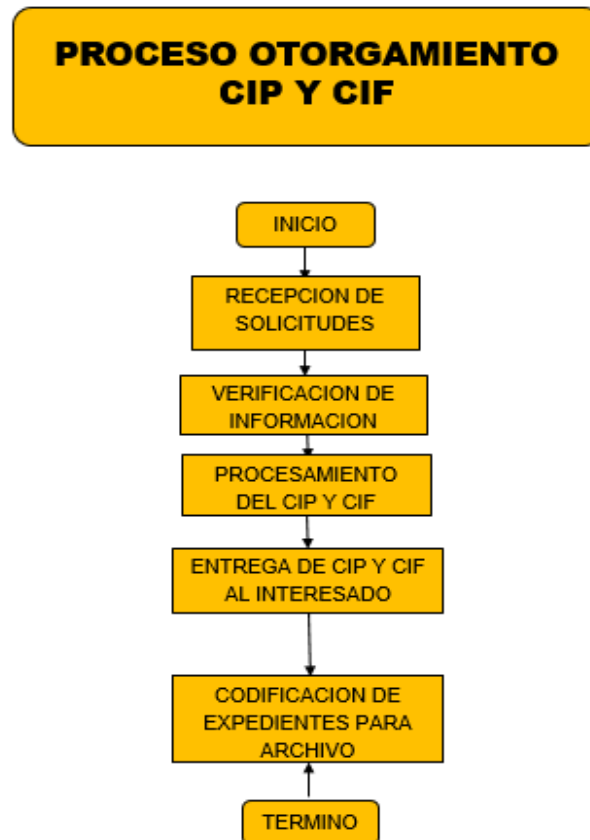 PROCESO OTORGAMIENTO
CIP Y CIF
INICIO
RECEPCION DE
SOLICITUDES
VERIFICACION DE
INFORMACION
PROCESAMIENTO
DEL CIP Y CIF
ENTREGA DE CIP Y CIF
AL INTERESADO
CODIFICACION DE
EXPEDIENTES PARA
ARCHIVO
TERMINO